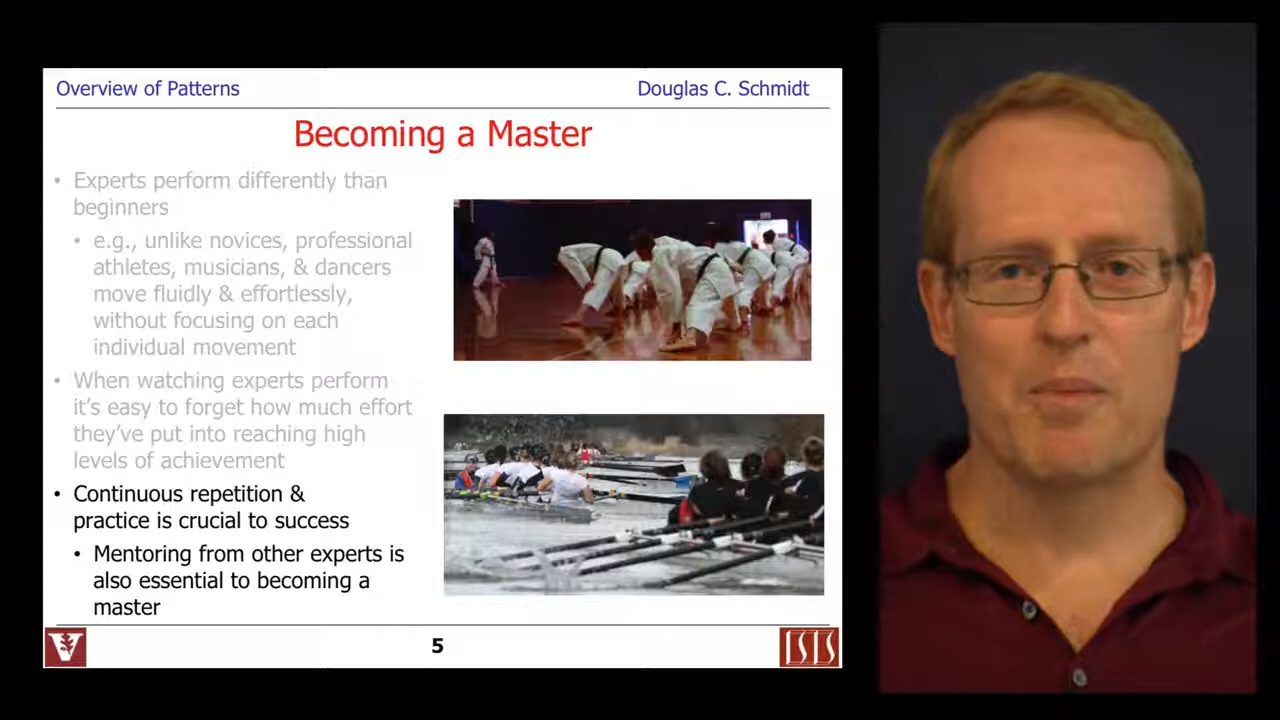 Overview of Patterns
Douglas C. Schmidt
Becoming a Master
• Experts perform differently than
beginners
• e.g., unlike novices, professional
athletes, musicians, & dancers
move fluidly & effortlessly,
without focusing on each
individual movement
• When watching experts perform
it's easy to forget how much effort
they've put into reaching high
levels of achievement
• Continuous repetition &
practice is crucial to success
• Mentoring from other experts is
also essential to becoming a
master
V
5
ISIS